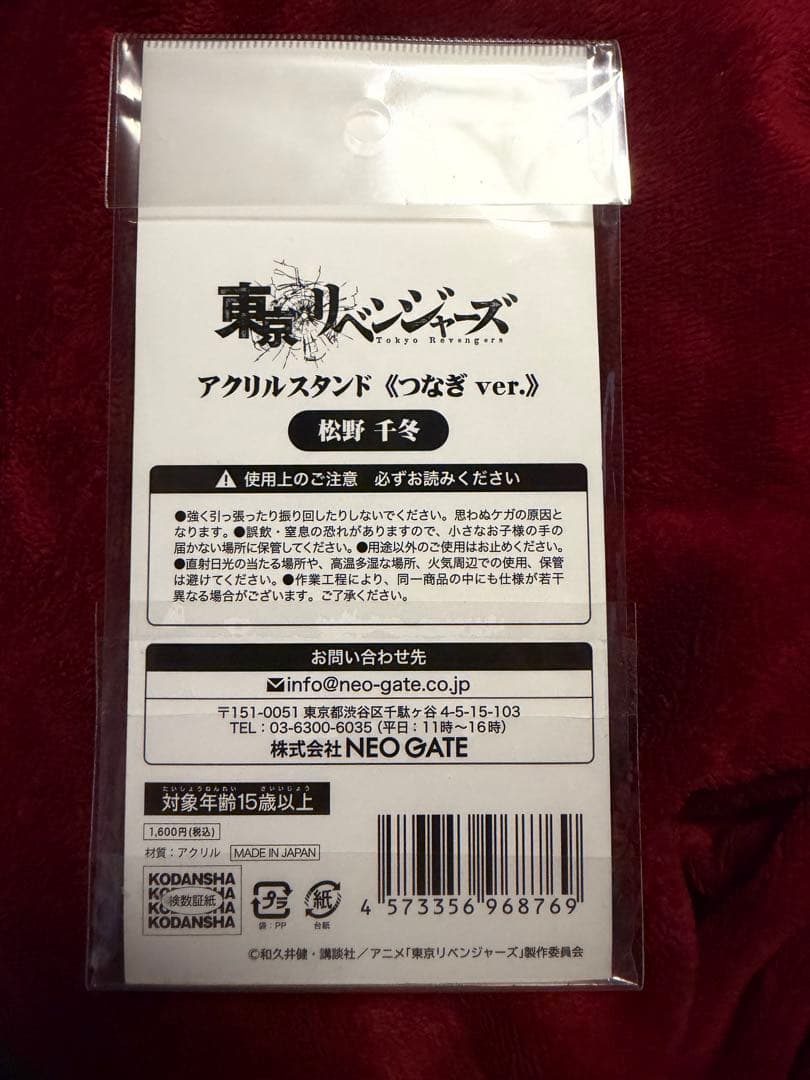 東京リベンジャーズ
Tokyo Revengers
アクリルスタンド《つなぎ ver.》
松野 千冬
使用上のご注意 必ずお読みください
●強く引っ張ったり振り回したりしないでください。思わぬケガの原因と
なります。●誤飲・窒息の恐れがありますので、小さなお子様の手の
届かない場所に保管してください。●用途以外のご使用はお止めください。
●直射日光の当たる場所や、高温多湿な場所、火気周辺での使用、保管
は避けてください。●作業工程により、同一商品の中にも仕様が若干
異なる場合がございます。ご了承ください。
お問い合わせ先
info@neo-gate.co.jp
〒151-0051 東京都渋谷区千駄ヶ谷 4-5-15-103
TEL：03-6300-6035（平日：11時〜16時）
株式会社 NEO GATE
たいしょうねんれい さいいじょう
対象年齢15歳以上
1,600円(税込)
材質：アクリル MADE IN JAPAN
KODANSHA
検数証紙
KODANSHA
プラ
袋：PP
紙
台紙
4 573356 968769
©和久井健・講談社／アニメ「東京リベンジャーズ」製作委員会